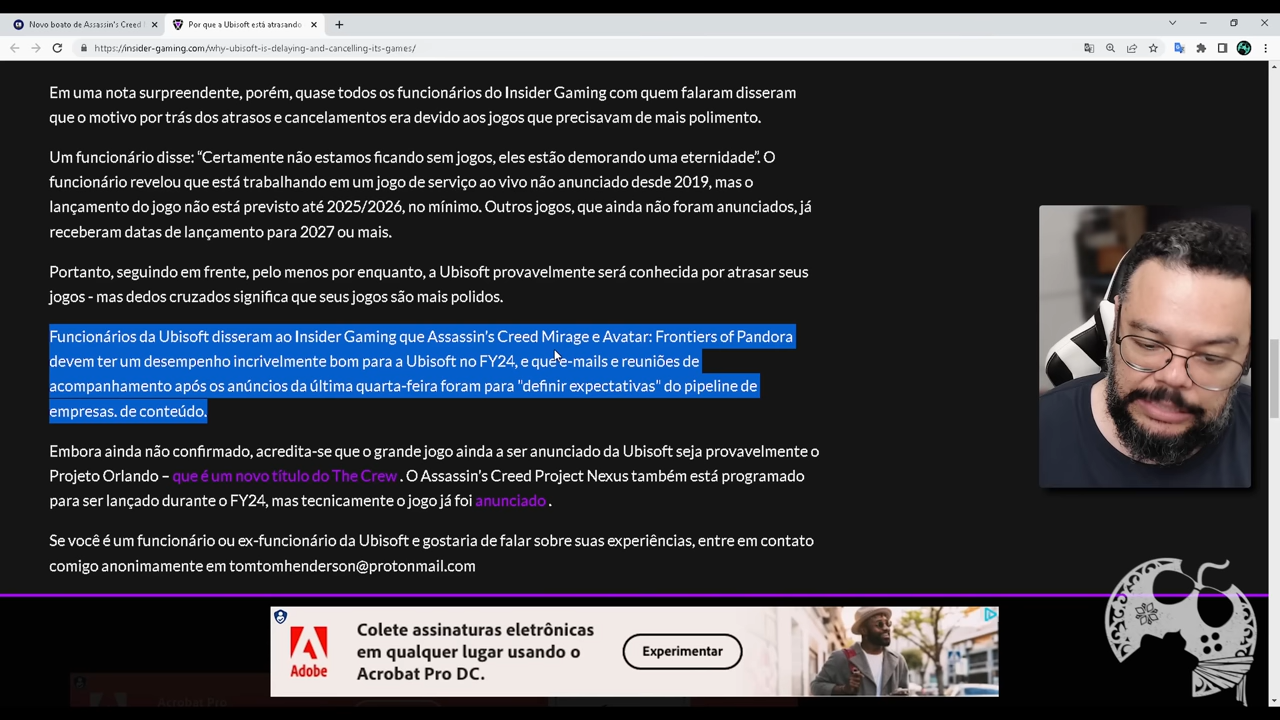 Novo boato de Assassin's Creed
Por que a Ubisoft está atrasando
https://insider-gaming.com/why-ubisoft-is-delaying-and-cancelling-its-games/
Em uma nota surpreendente, porém, quase todos os funcionários do Insider Gaming com quem falaram disseram
que o motivo por trás dos atrasos e cancelamentos era devido aos jogos que precisavam de mais polimento.
Um funcionário disse: “Certamente não estamos ficando sem jogos, eles estão demorando uma eternidade”. O
funcionário revelou que está trabalhando em um jogo de serviço ao vivo não anunciado desde 2019, mas o
lançamento do jogo não está previsto até 2025/2026, no mínimo. Outros jogos, que ainda não foram anunciados, já
receberam datas de lançamento para 2027 ou mais.
Portanto, seguindo em frente, pelo menos por enquanto, a Ubisoft provavelmente será conhecida por atrasar seus
jogos - mas dedos cruzados significa que seus jogos são mais polidos.
Funcionários da Ubisoft disseram ao Insider Gaming que Assassin’s Creed Mirage e Avatar: Frontiers of Pandora
devem ter um desempenho incrivelmente bom para a Ubisoft no FY24, e que e-mails e reuniões de
acompanhamento após os anúncios da última quarta-feira foram para "definir expectativas" do pipeline de
empresas. de conteúdo.
Embora ainda não confirmado, acredita-se que o grande jogo ainda a ser anunciado da Ubisoft seja provavelmente o
Projeto Orlando – que é um novo título do The Crew . O Assassin’s Creed Project Nexus também está programado
para ser lançado durante o FY24, mas tecnicamente o jogo já foi anunciado .
Se você é um funcionário ou ex-funcionário da Ubisoft e gostaria de falar sobre suas experiências, entre em contato
comigo anonimamente em tomtomhenderson@protonmail.com
Adobe
Colete assinaturas eletrônicas
em qualquer lugar usando o
Acrobat Pro DC.
Experimentar
Acrobat Pro